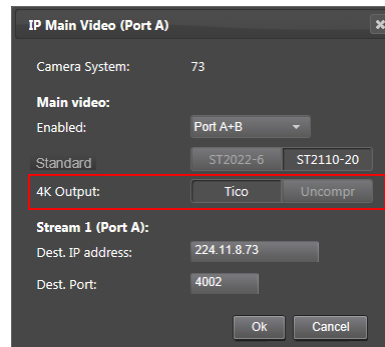 IP Main Video (Port A)
Camera System: 73
Main video:
Enabled: Port A+B
Standard ST2022-6 ST2110-20
4K Output: Tico Uncompr
Stream 1 (Port A):
Dest. IP address: 224.11.8.73
Dest. Port: 4002
Ok Cancel